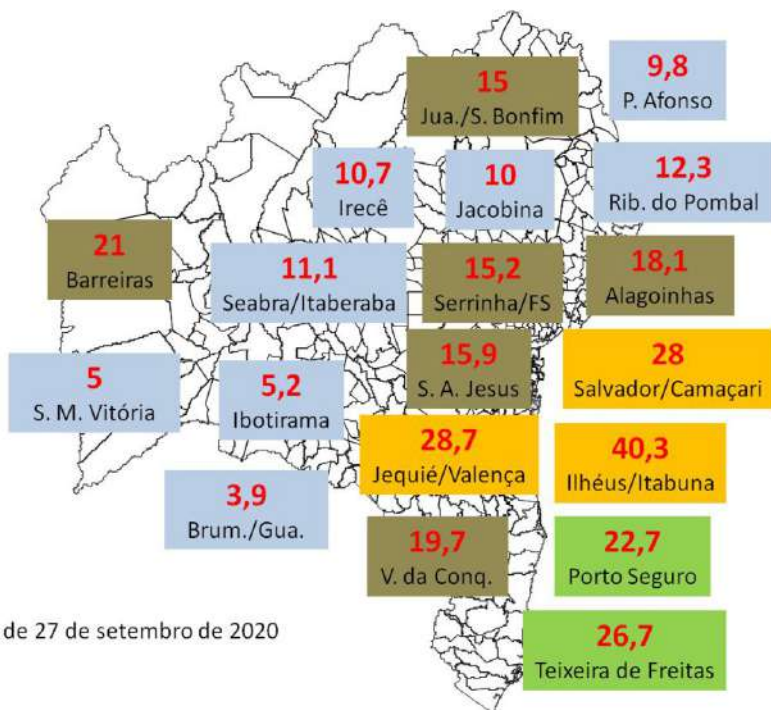 15
Jua./S. Bonfim
9,8
P. Afonso
10,7
Irecê
10
Jacobina
12,3
Rib. do Pombal
21
Barreiras
11,1
Seabra/Itaberaba
15,2
Serrinha/FS
18,1
Alagoinhas
5
S. M. Vitória
5,2
Ibotirama
15,9
S. A. Jesus
28
Salvador/Camaçari
28,7
Jequié/Valença
40,3
Ilhéus/Itabuna
3,9
Brum./Gua.
19,7
V. da Conq.
22,7
Porto Seguro
de 27 de setembro de 2020
26,7
Teixeira de Freitas